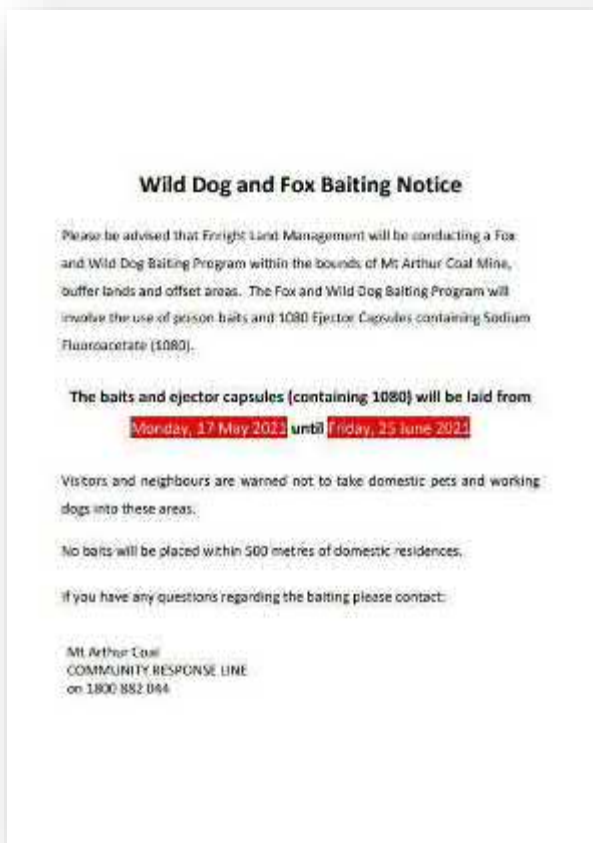 Wild Dog and Fox Baiting Notice
Please be advised that Enright Land Management will be conducting a Fox
and Wild Dog Baiting Program within the bounds of Mt Arthur Coal Mine,
buffer lands and offset areas. The Fox and Wild Dog Baiting Program will
involve the use of poison baits and 1080 Ejector Capsules containing Sodium
Fluoroacetate (1080).
The baits and ejector capsules (containing 1080) will be laid from
Monday, 17 May 2021 until Friday, 25 June 2021
Visitors and neighbours are warned not to take domestic pets and working
dogs into these areas.
No baits will be placed within 500 metres of domestic residences.
If you have any questions regarding the baiting please contact:
Mt Arthur Coal
COMMUNITY RESPONSE LINE
on 1800 882 044